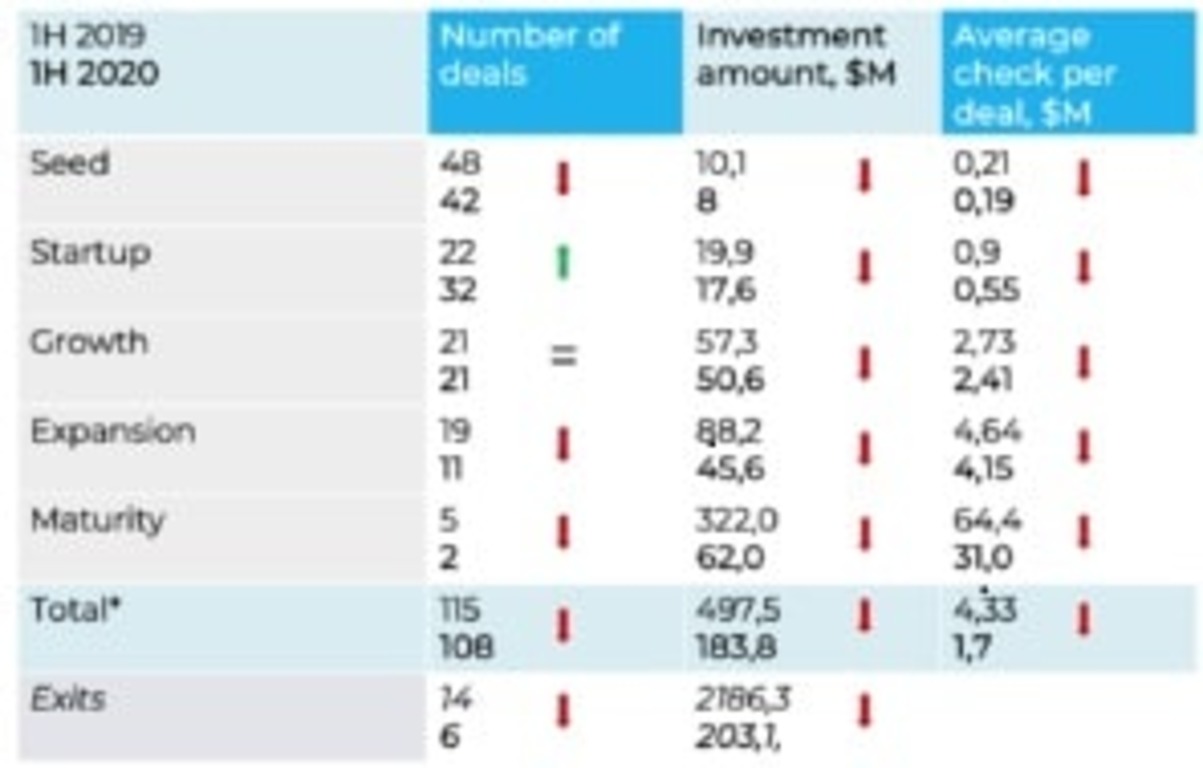 1H 2019
1H 2020
Number of
deals
Investment
amount, $M
Average
check per
deal, $M
Seed
48
42
10,1
8
0,21
0,19
Startup
22
32
19,9
17,6
0,9
0,55
Growth
21
21
=
57,3
50,6
2,73
2,41
Expansion
19
11
88,2
45,6
4,64
4,15
Maturity
5
2
322,0
62,0
64,4
31,0
Total*
115
108
497,5
183,8
4,33
1,7
Exits
14
6
2186,3
203,1,